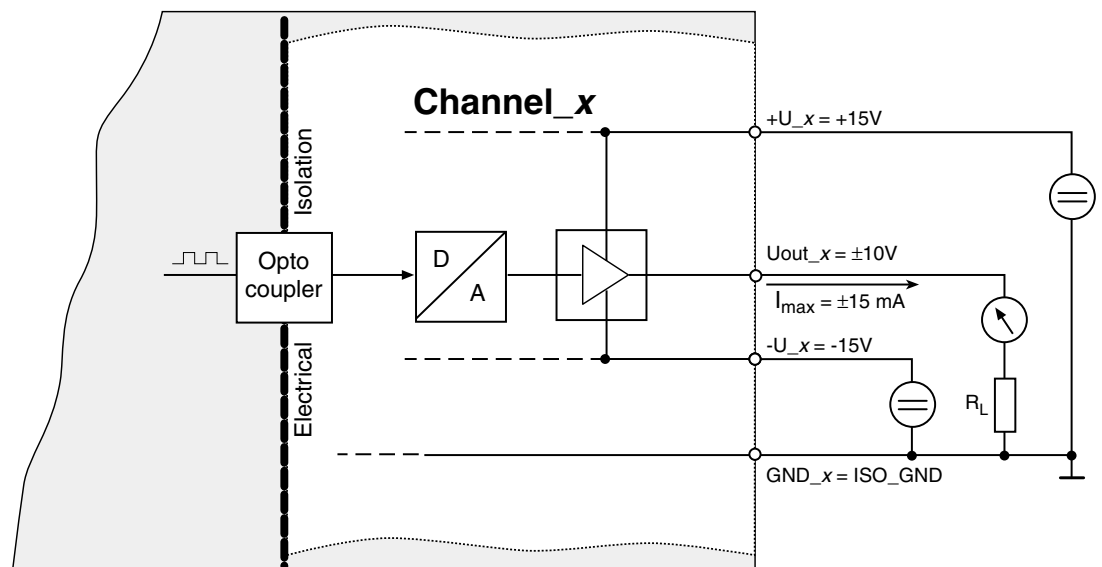 Channel_x
+U_x = +15V
Isolation
Opto
coupler
D
A
Uout_x = ±10V
Imax = ±15 mA
-U_x = -15V
Electrical
RL
GND_x = ISO_GND